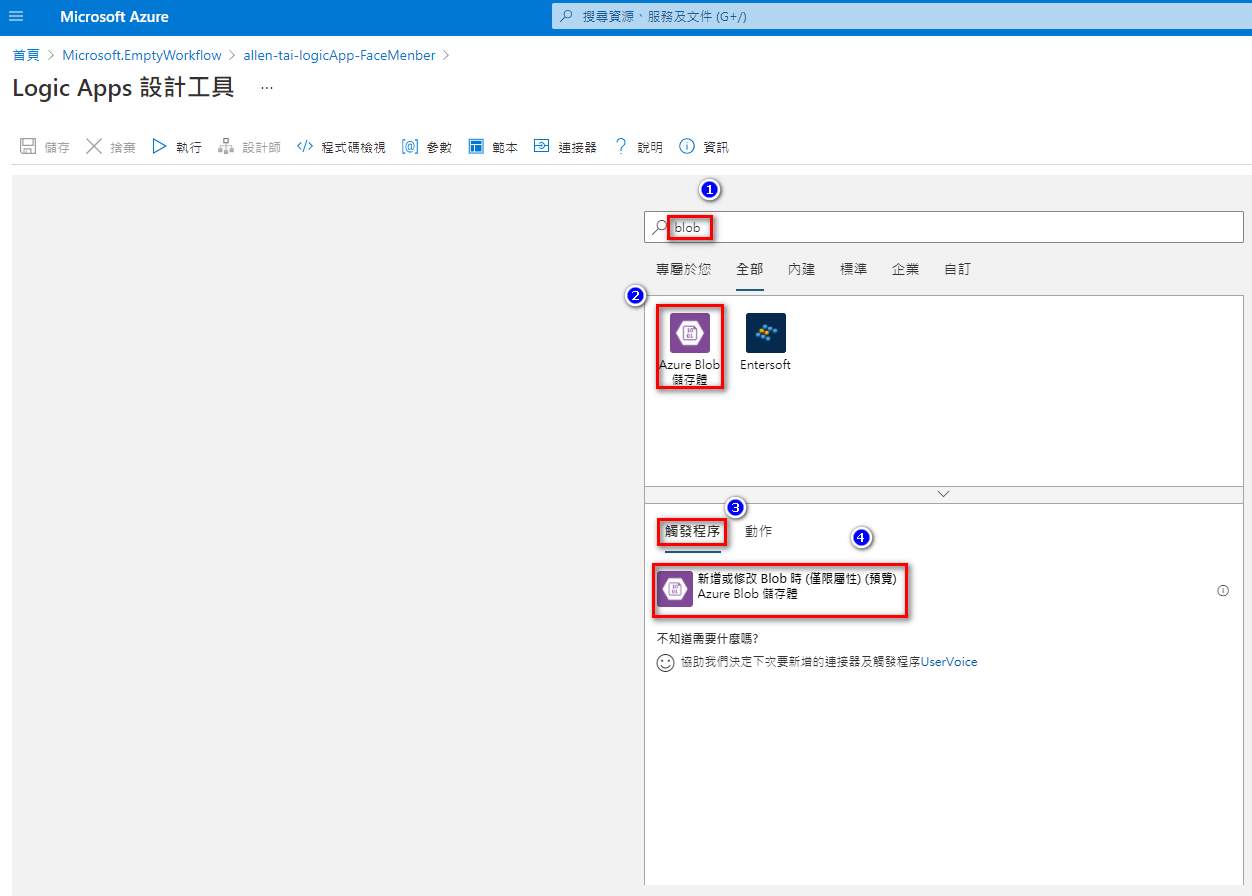 Microsoft Azure
搜尋資源、服務及文件 (G+/)
首頁 > Microsoft.EmptyWorkflow > allen-tai-logicApp-FaceMenber >
Logic Apps 設計工具 ...
儲存 捨棄 執行 設計師 程式碼檢視 參數 範本 連接器 說明 資訊
1
blob
專屬於您 全部 內建 標準 企業 自訂
2
Azure Blob
儲存體
Entersoft
3
觸發程序 動作
4
新增或修改 Blob 時 (僅限屬性) (預覽)
Azure Blob 儲存體
不知道需要什麼嗎?
協助我們決定下次要新增的連接器及觸發程序UserVoice